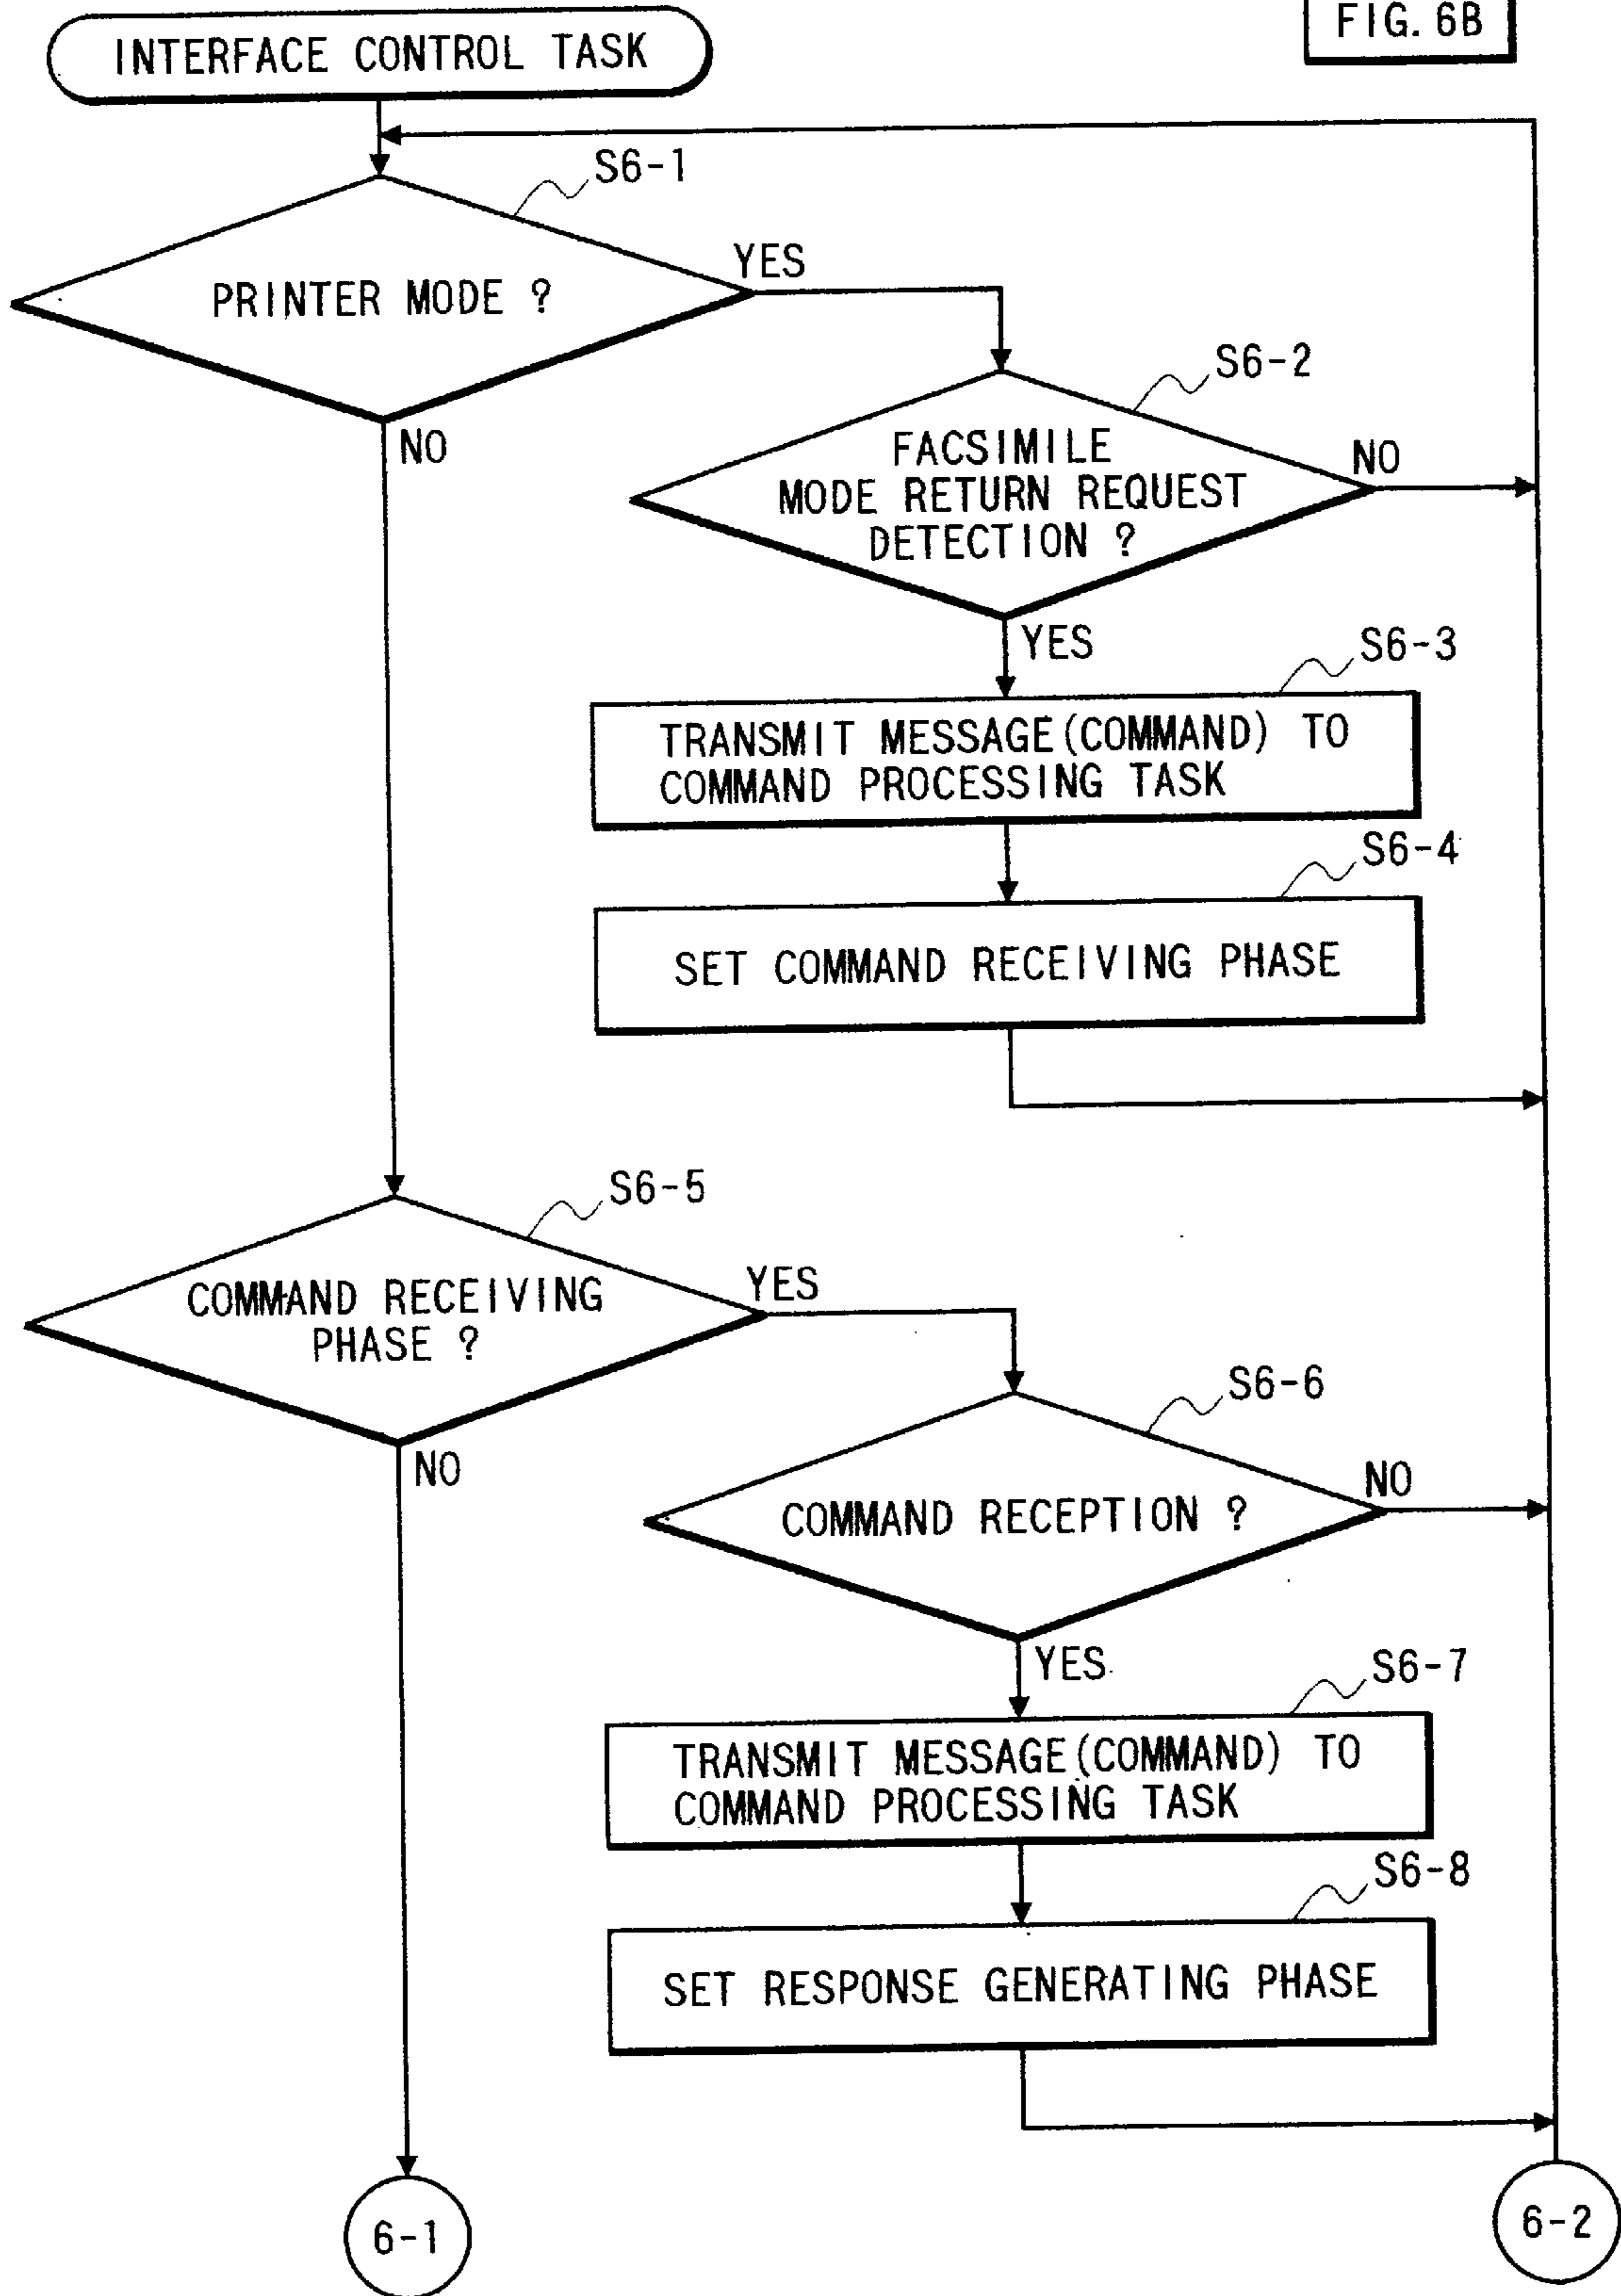 FIG. 6B
INTERFACE CONTROL TASK
S6-1
PRINTER MODE ?
YES
NO
S6-2
FACSIMILE
MODE RETURN REQUEST
DETECTION ?
NO
YES
S6-3
TRANSMIT MESSAGE(COMMAND) TO
COMMAND PROCESSING TASK
S6-4
SET COMMAND RECEIVING PHASE
S6-5
COMMAND RECEIVING
PHASE ?
YES
NO
S6-6
COMMAND RECEPTION ?
NO
YES
S6-7
TRANSMIT MESSAGE(COMMAND) TO
COMMAND PROCESSING TASK
S6-8
SET RESPONSE GENERATING PHASE
6-1
6-2